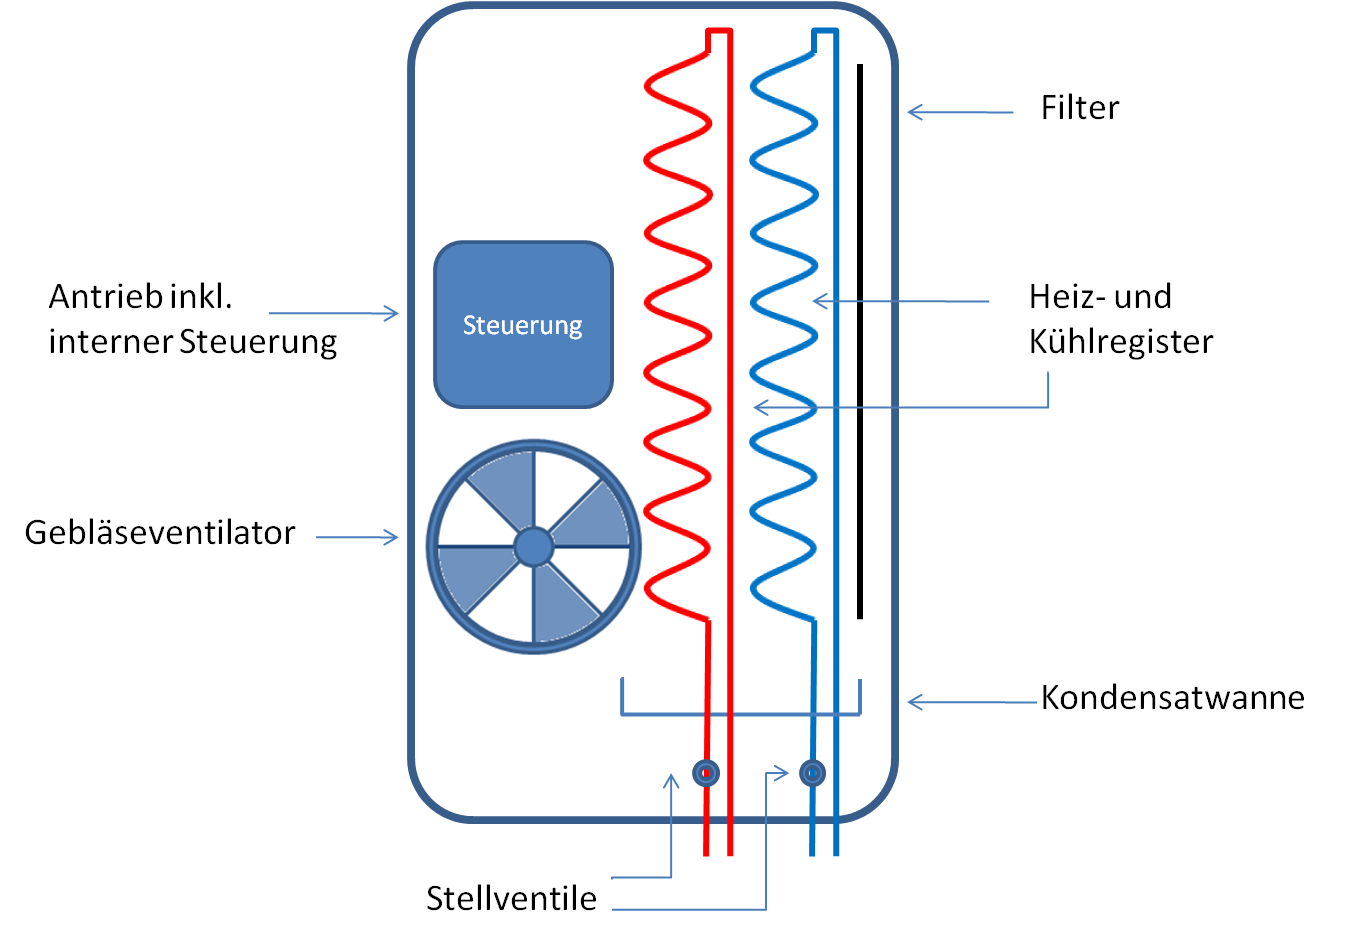 Filter
Antrieb inkl.
interner Steuerung
Steuerung
Heiz- und
Kühlregister
Gebläseventilator
Kondensatwanne
Stellventile